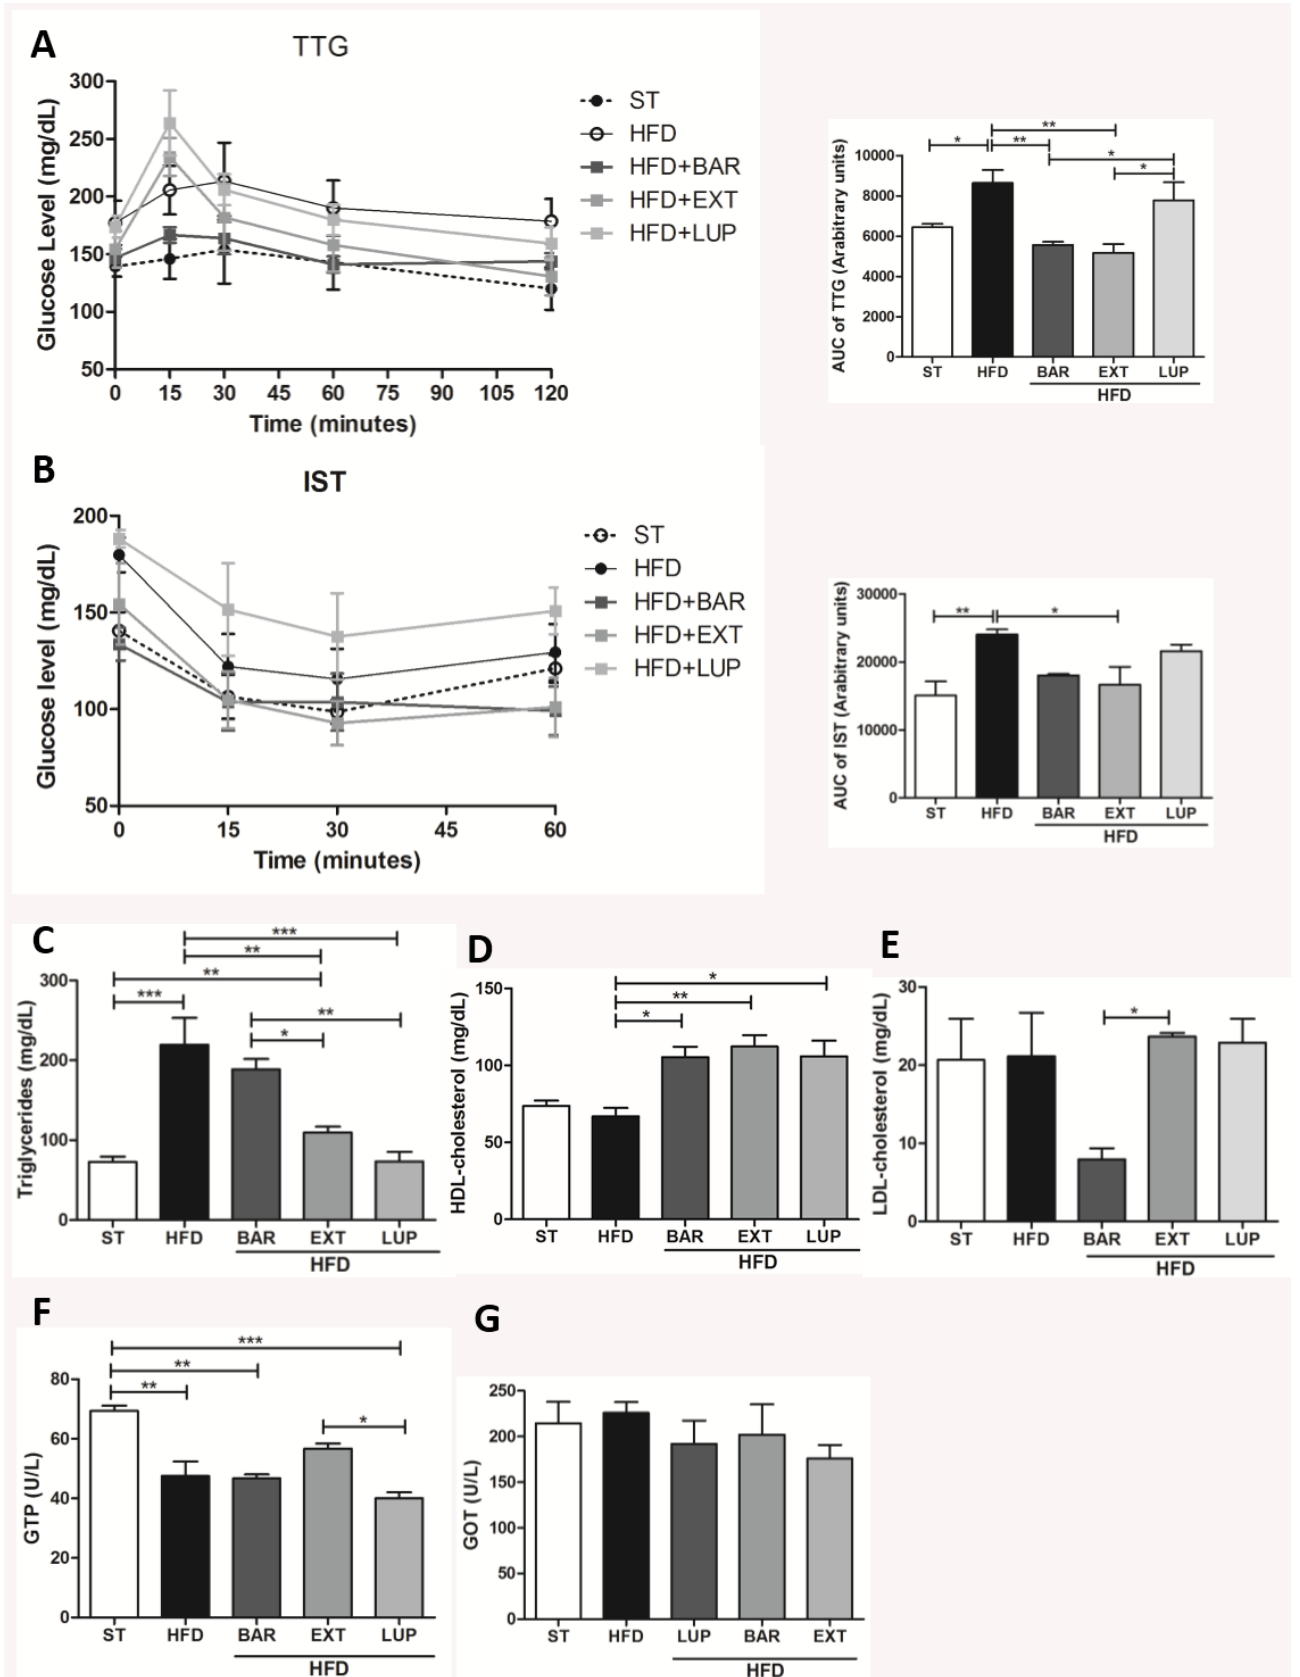 A
TTG
Glucose Level (mg/dL)
300
250
200
150
100
50
0 15 30 45 60 75 90 105 120
Time (minutes)
ST
HFD
HFD+BAR
HFD+EXT
HFD+LUP
AUC of TTG (Arabitrary units)
10000
8000
6000
4000
2000
0
* ** ** * *
ST HFD BAR EXT LUP
HFD
B
IST
Glucose level (mg/dL)
200
150
100
50
0 15 30 45 60
Time (minutes)
ST
HFD
HFD+BAR
HFD+EXT
HFD+LUP
AUC of IST (Arabitrary units)
30000
20000
10000
0
** *
ST HFD BAR EXT LUP
HFD
C
Triglycerides (mg/dL)
300
200
100
0
***
**
**
***
**
*
ST HFD BAR EXT LUP
HFD
D
HDL-cholesterol (mg/dL)
150
100
50
0
*
**
*
ST HFD BAR EXT LUP
HFD
E
LDL-cholesterol (mg/dL)
30
20
10
0
*
ST HFD BAR EXT LUP
HFD
F
GTP (U/L)
80
60
40
20
0
***
**
**
*
ST HFD BAR EXT LUP
HFD
G
GOT (U/L)
250
200
150
100
50
0
ST HFD LUP BAR EXT
HFD